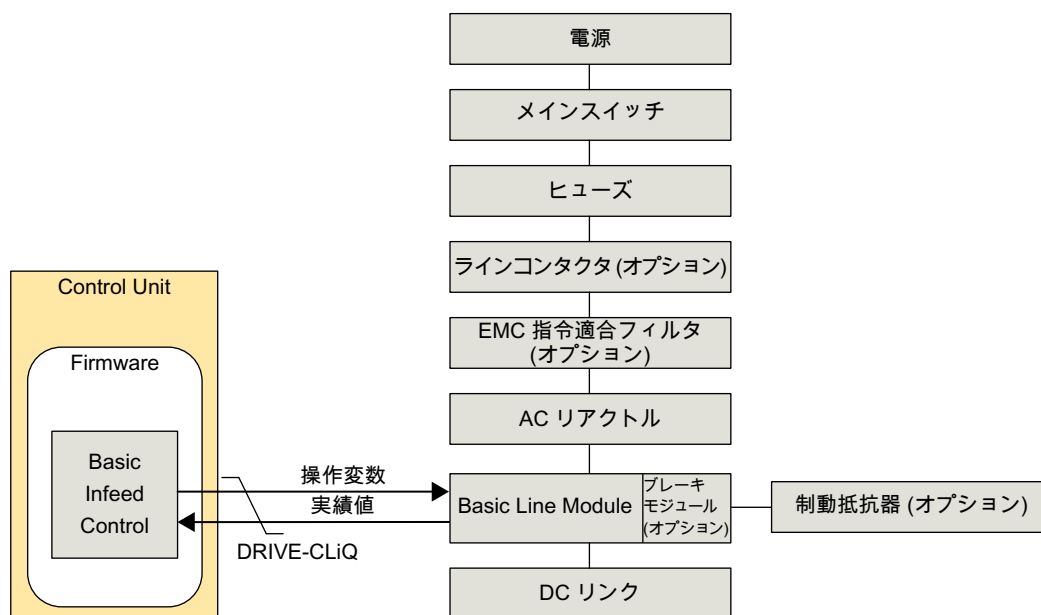 電源
メインスイッチ
ヒューズ
ラインコンタクタ (オプション)
Control Unit
EMC 指令適合フィルタ
(オプション)
Firmware
AC リアクトル
Basic
Infeed
Control
操作変数
実績値
DRIVE-CLiQ
Basic Line Module
ブレーキ
モジュール
(オプション)
制動抵抗器 (オプション)
DC リンク